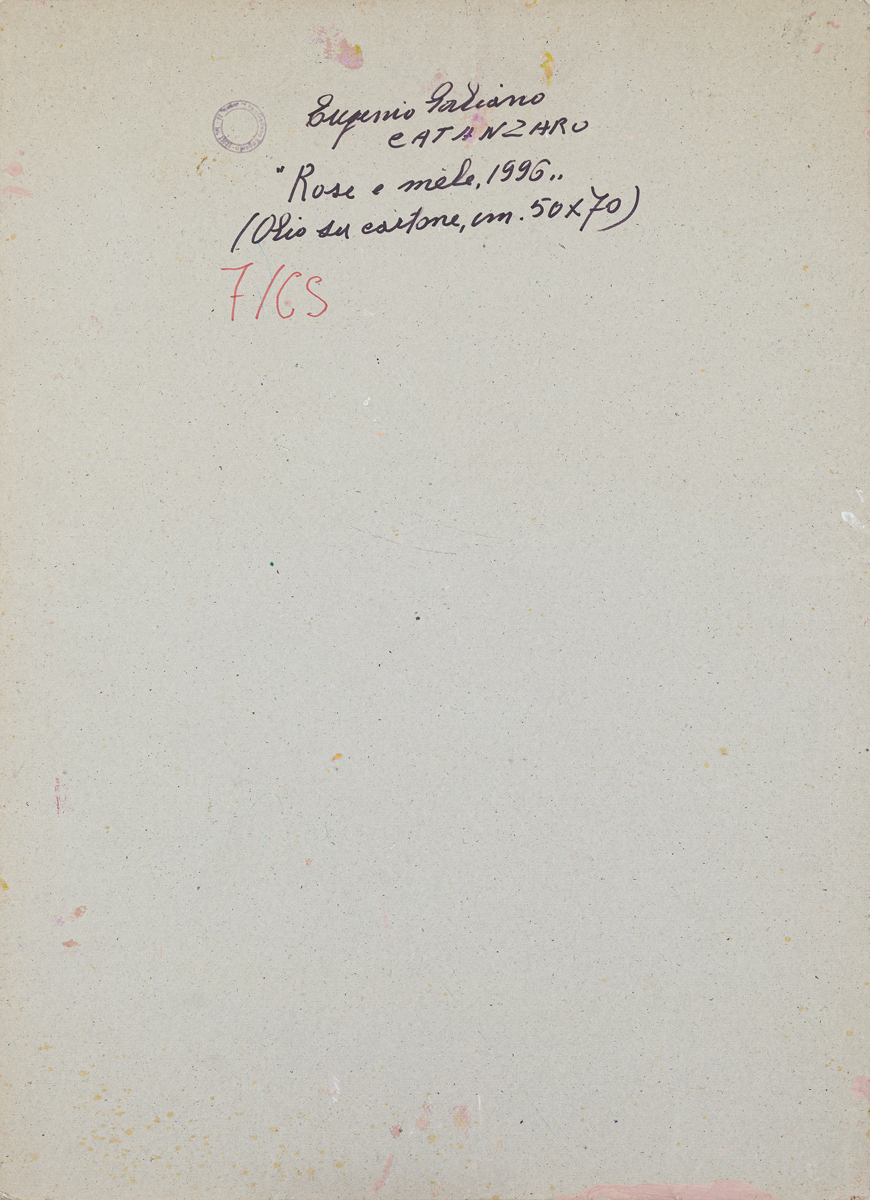 Eugenio Galiano
CATANZARO
"Rose e mele, 1996„
(Olio su cartone, cm. 50x70)
7/CS